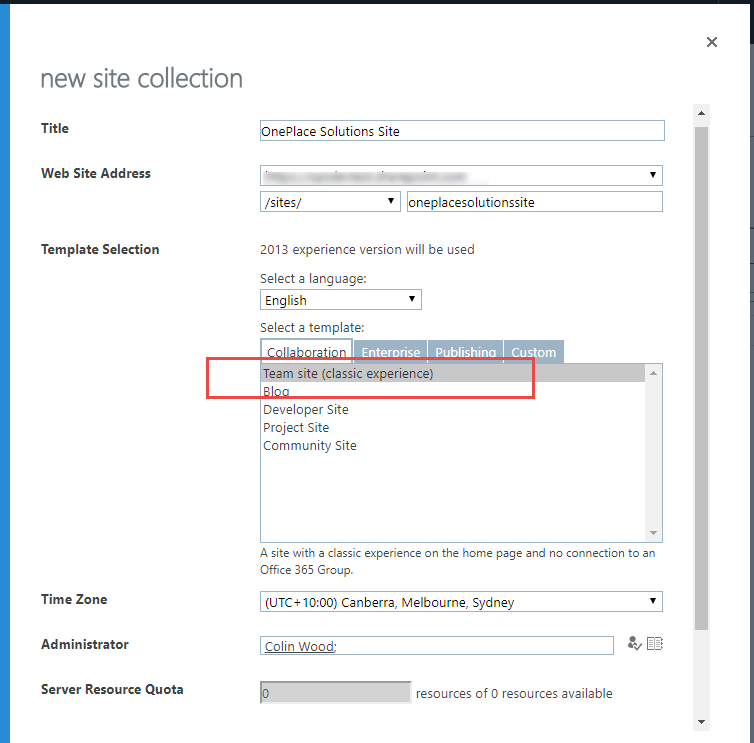 new site collection
Title
OnePlace Solutions Site
Web Site Address
/sites/
oneplacesolutionssite
Template Selection
2013 experience version will be used
Select a language:
English
Select a template:
Collaboration Enterprise Publishing Custom
Team site (classic experience)
Blog
Developer Site
Project Site
Community Site
A site with a classic experience on the home page and no connection to an
Office 365 Group.
Time Zone
(UTC+10:00) Canberra, Melbourne, Sydney
Administrator
Colin Wood;
Server Resource Quota
0 resources of 0 resources available